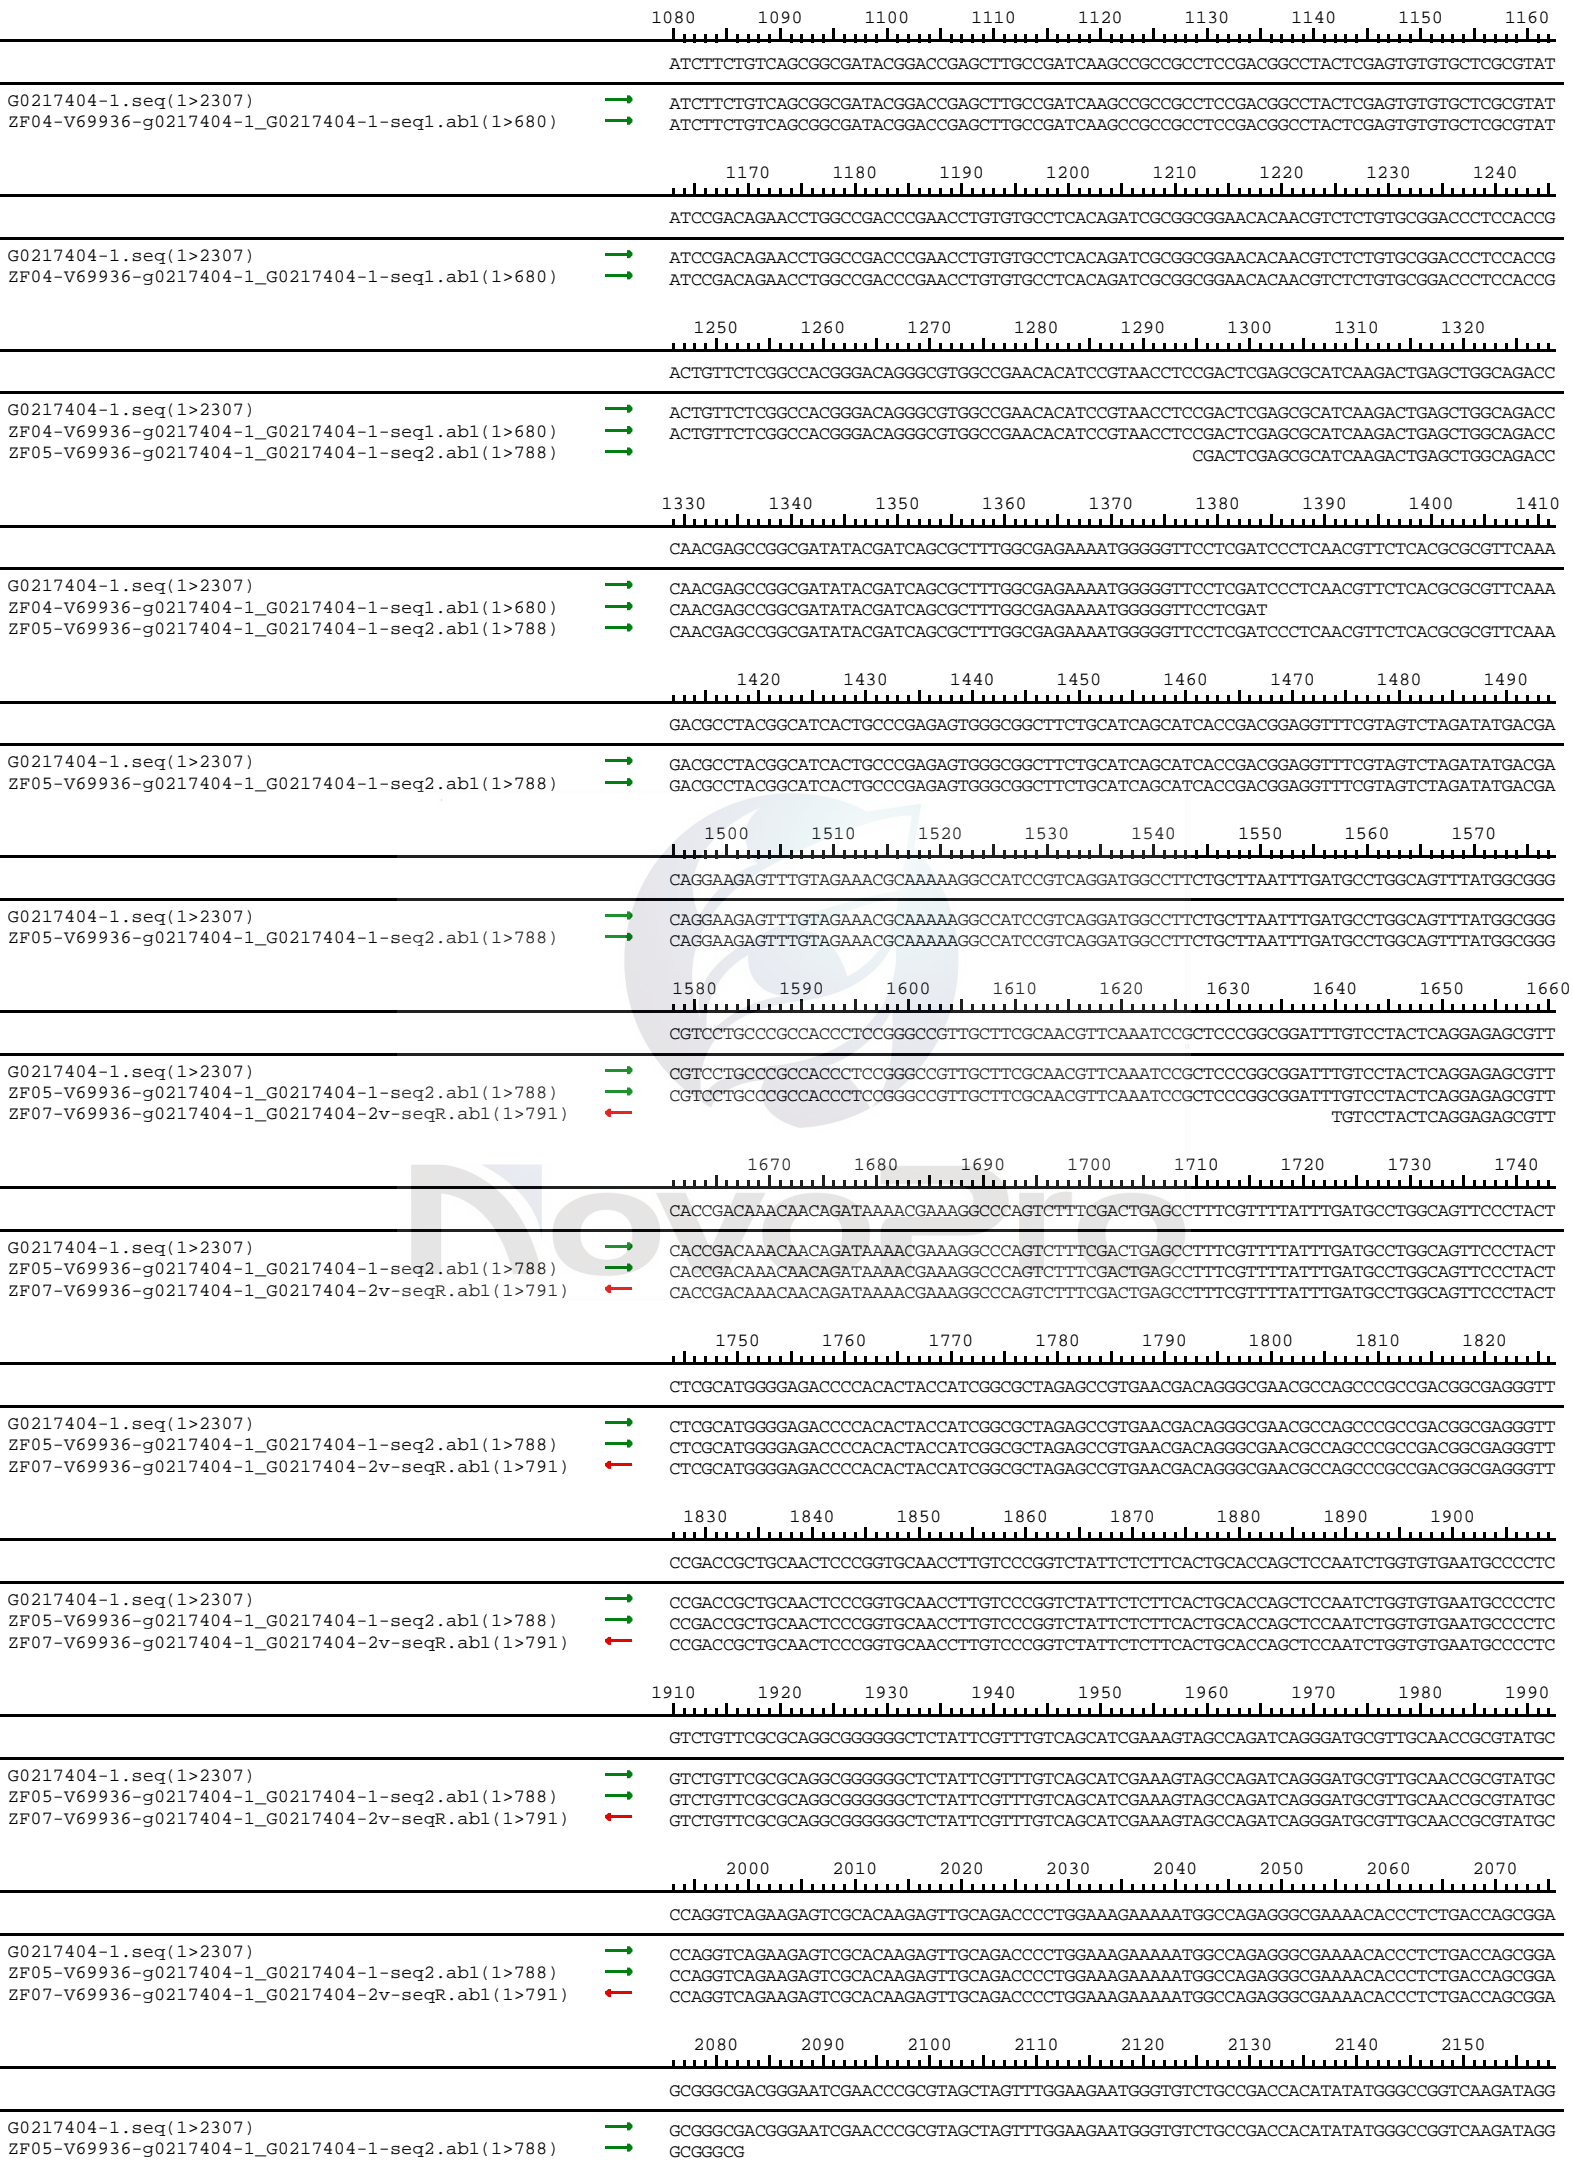 1080 1090 1100 1110 1120 1130 1140 1150 1160
ATCTTCTGTCAGCGGCGATACGGACCGAGCTTGCCGATCAAGCCGCCGCCTCCGACGGCCTACTCGAGTGTGTGCTCGCGTAT
G0217404-1.seq(1>2307) ATCTTCTGTCAGCGGCGATACGGACCGAGCTTGCCGATCAAGCCGCCGCCTCCGACGGCCTACTCGAGTGTGTGCTCGCGTAT
ZF04-V69936-g0217404-1_G0217404-1-seq1.ab1(1>680) ATCTTCTGTCAGCGGCGATACGGACCGAGCTTGCCGATCAAGCCGCCGCCTCCGACGGCCTACTCGAGTGTGTGCTCGCGTAT
1170 1180 1190 1200 1210 1220 1230 1240
ATCCGACAGAACCTGGCCGACCCGAACCTGTGTGCCTCACAGATCGCGGCGGAACACAACGTCTCTGTGCGGACCCTCCACCG
G0217404-1.seq(1>2307) ATCCGACAGAACCTGGCCGACCCGAACCTGTGTGCCTCACAGATCGCGGCGGAACACAACGTCTCTGTGCGGACCCTCCACCG
ZF04-V69936-g0217404-1_G0217404-1-seq1.ab1(1>680) ATCCGACAGAACCTGGCCGACCCGAACCTGTGTGCCTCACAGATCGCGGCGGAACACAACGTCTCTGTGCGGACCCTCCACCG
1250 1260 1270 1280 1290 1300 1310 1320
ACTGTTCTCGGCCACGGGACAGGGCGTGGCCGAACACATCCGTAACCTCCGACTCGAGCGCATCAAGACTGAGCTGGCAGACC
G0217404-1.seq(1>2307) ACTGTTCTCGGCCACGGGACAGGGCGTGGCCGAACACATCCGTAACCTCCGACTCGAGCGCATCAAGACTGAGCTGGCAGACC
ZF04-V69936-g0217404-1_G0217404-1-seq1.ab1(1>680) ACTGTTCTCGGCCACGGGACAGGGCGTGGCCGAACACATCCGTAACCTCCGACTCGAGCGCATCAAGACTGAGCTGGCAGACC
ZF05-V69936-g0217404-1_G0217404-1-seq2.ab1(1>788) CGACTCGAGCGCATCAAGACTGAGCTGGCAGACC
1330 1340 1350 1360 1370 1380 1390 1400 1410
CAACGAGCCGGCGATATACGATCAGCGCTTTGGCGAGAAAATGGGGGTTCCTCGATCCCTCAACGTTCTCACGCGCGTTCAAA
G0217404-1.seq(1>2307) CAACGAGCCGGCGATATACGATCAGCGCTTTGGCGAGAAAATGGGGGTTCCTCGATCCCTCAACGTTCTCACGCGCGTTCAAA
ZF04-V69936-g0217404-1_G0217404-1-seq1.ab1(1>680) CAACGAGCCGGCGATATACGATCAGCGCTTTGGCGAGAAAATGGGGGTTCCTCGAT
ZF05-V69936-g0217404-1_G0217404-1-seq2.ab1(1>788) CAACGAGCCGGCGATATACGATCAGCGCTTTGGCGAGAAAATGGGGGTTCCTCGATCCCTCAACGTTCTCACGCGCGTTCAAA
1420 1430 1440 1450 1460 1470 1480 1490
GACGCCTACGGCATCACTGCCCGAGAGTGGGCGGCTTCTGCATCAGCATCACCGACGGAGGTTTCGTAGTCTAGATATGACGA
G0217404-1.seq(1>2307) GACGCCTACGGCATCACTGCCCGAGAGTGGGCGGCTTCTGCATCAGCATCACCGACGGAGGTTTCGTAGTCTAGATATGACGA
ZF05-V69936-g0217404-1_G0217404-1-seq2.ab1(1>788) GACGCCTACGGCATCACTGCCCGAGAGTGGGCGGCTTCTGCATCAGCATCACCGACGGAGGTTTCGTAGTCTAGATATGACGA
1500 1510 1520 1530 1540 1550 1560 1570
CAGGAAGAGTTTGTAGAAACGCAAAAAGGCCATCCGTCAGGATGGCCTTCTGCTTAATTTGATGCCTGGCAGTTTATGGCGGG
G0217404-1.seq(1>2307) CAGGAAGAGTTTGTAGAAACGCAAAAAGGCCATCCGTCAGGATGGCCTTCTGCTTAATTTGATGCCTGGCAGTTTATGGCGGG
ZF05-V69936-g0217404-1_G0217404-1-seq2.ab1(1>788) CAGGAAGAGTTTGTAGAAACGCAAAAAGGCCATCCGTCAGGATGGCCTTCTGCTTAATTTGATGCCTGGCAGTTTATGGCGGG
1580 1590 1600 1610 1620 1630 1640 1650 1660
CGTCCTGCCCGCCACCCTCCGGGCCGTTGCTTCGCAACGTTCAAATCCGCTCCCGGCGGATTTGTCCTACTCAGGAGAGCGTT
G0217404-1.seq(1>2307) CGTCCTGCCCGCCACCCTCCGGGCCGTTGCTTCGCAACGTTCAAATCCGCTCCCGGCGGATTTGTCCTACTCAGGAGAGCGTT
ZF05-V69936-g0217404-1_G0217404-1-seq2.ab1(1>788) CGTCCTGCCCGCCACCCTCCGGGCCGTTGCTTCGCAACGTTCAAATCCGCTCCCGGCGGATTTGTCCTACTCAGGAGAGCGTT
ZF07-V69936-g0217404-1_G0217404-2v-seqR.ab1(1>791) TGTCCTACTCAGGAGAGCGTT
NovoPro
1670 1680 1690 1700 1710 1720 1730 1740
CACCGACAAACAACAGATAAAACGAAAGGCCCAGTCTTTCGACTGAGCCTTTCGTTTTATTTGATGCCTGGCAGTTCCCTACT
G0217404-1.seq(1>2307) CACCGACAAACAACAGATAAAACGAAAGGCCCAGTCTTTCGACTGAGCCTTTCGTTTTATTTGATGCCTGGCAGTTCCCTACT
ZF05-V69936-g0217404-1_G0217404-1-seq2.ab1(1>788) CACCGACAAACAACAGATAAAACGAAAGGCCCAGTCTTTCGACTGAGCCTTTCGTTTTATTTGATGCCTGGCAGTTCCCTACT
ZF07-V69936-g0217404-1_G0217404-2v-seqR.ab1(1>791) CACCGACAAACAACAGATAAAACGAAAGGCCCAGTCTTTCGACTGAGCCTTTCGTTTTATTTGATGCCTGGCAGTTCCCTACT
1750 1760 1770 1780 1790 1800 1810 1820
CTCGCATGGGGAGACCCCACACTACCATCGGCGCTAGAGCCGTGAACGACAGGGCGAACGCCAGCCCGCCGACGGCGAGGGTT
G0217404-1.seq(1>2307) CTCGCATGGGGAGACCCCACACTACCATCGGCGCTAGAGCCGTGAACGACAGGGCGAACGCCAGCCCGCCGACGGCGAGGGTT
ZF05-V69936-g0217404-1_G0217404-1-seq2.ab1(1>788) CTCGCATGGGGAGACCCCACACTACCATCGGCGCTAGAGCCGTGAACGACAGGGCGAACGCCAGCCCGCCGACGGCGAGGGTT
ZF07-V69936-g0217404-1_G0217404-2v-seqR.ab1(1>791) CTCGCATGGGGAGACCCCACACTACCATCGGCGCTAGAGCCGTGAACGACAGGGCGAACGCCAGCCCGCCGACGGCGAGGGTT
1830 1840 1850 1860 1870 1880 1890 1900
CCGACCGCTGCAACTCCCGGTGCAACCTTGTCCCGGTCTATTCTCTTCACTGCACCAGCTCCAATCTGGTGTGAATGCCCCTC
G0217404-1.seq(1>2307) CCGACCGCTGCAACTCCCGGTGCAACCTTGTCCCGGTCTATTCTCTTCACTGCACCAGCTCCAATCTGGTGTGAATGCCCCTC
ZF05-V69936-g0217404-1_G0217404-1-seq2.ab1(1>788) CCGACCGCTGCAACTCCCGGTGCAACCTTGTCCCGGTCTATTCTCTTCACTGCACCAGCTCCAATCTGGTGTGAATGCCCCTC
ZF07-V69936-g0217404-1_G0217404-2v-seqR.ab1(1>791) CCGACCGCTGCAACTCCCGGTGCAACCTTGTCCCGGTCTATTCTCTTCACTGCACCAGCTCCAATCTGGTGTGAATGCCCCTC
1910 1920 1930 1940 1950 1960 1970 1980 1990
GTCTGTTCGCGCAGGCGGGGGGCTCTATTCGTTTGTCAGCATCGAAAGTAGCCAGATCAGGGATGCGTTGCAACCGCGTATGC
G0217404-1.seq(1>2307) GTCTGTTCGCGCAGGCGGGGGGCTCTATTCGTTTGTCAGCATCGAAAGTAGCCAGATCAGGGATGCGTTGCAACCGCGTATGC
ZF05-V69936-g0217404-1_G0217404-1-seq2.ab1(1>788) GTCTGTTCGCGCAGGCGGGGGGCTCTATTCGTTTGTCAGCATCGAAAGTAGCCAGATCAGGGATGCGTTGCAACCGCGTATGC
ZF07-V69936-g0217404-1_G0217404-2v-seqR.ab1(1>791) GTCTGTTCGCGCAGGCGGGGGGCTCTATTCGTTTGTCAGCATCGAAAGTAGCCAGATCAGGGATGCGTTGCAACCGCGTATGC
2000 2010 2020 2030 2040 2050 2060 2070
CCAGGTCAGAAGAGTCGCACAAGAGTTGCAGACCCCTGGAAAGAAAAATGGCCAGAGGGCGAAAACACCCTCTGACCAGCGGA
G0217404-1.seq(1>2307) CCAGGTCAGAAGAGTCGCACAAGAGTTGCAGACCCCTGGAAAGAAAAATGGCCAGAGGGCGAAAACACCCTCTGACCAGCGGA
ZF05-V69936-g0217404-1_G0217404-1-seq2.ab1(1>788) CCAGGTCAGAAGAGTCGCACAAGAGTTGCAGACCCCTGGAAAGAAAAATGGCCAGAGGGCGAAAACACCCTCTGACCAGCGGA
ZF07-V69936-g0217404-1_G0217404-2v-seqR.ab1(1>791) CCAGGTCAGAAGAGTCGCACAAGAGTTGCAGACCCCTGGAAAGAAAAATGGCCAGAGGGCGAAAACACCCTCTGACCAGCGGA
2080 2090 2100 2110 2120 2130 2140 2150
GCGGGCGACGGGAATCGAACCCGCGTAGCTAGTTTGGAAGAATGGGTGTCTGCCGACCACATATATGGGCCGGTCAAGATAGG
G0217404-1.seq(1>2307) GCGGGCGACGGGAATCGAACCCGCGTAGCTAGTTTGGAAGAATGGGTGTCTGCCGACCACATATATGGGCCGGTCAAGATAGG
ZF05-V69936-g0217404-1_G0217404-1-seq2.ab1(1>788) GCGGGCG